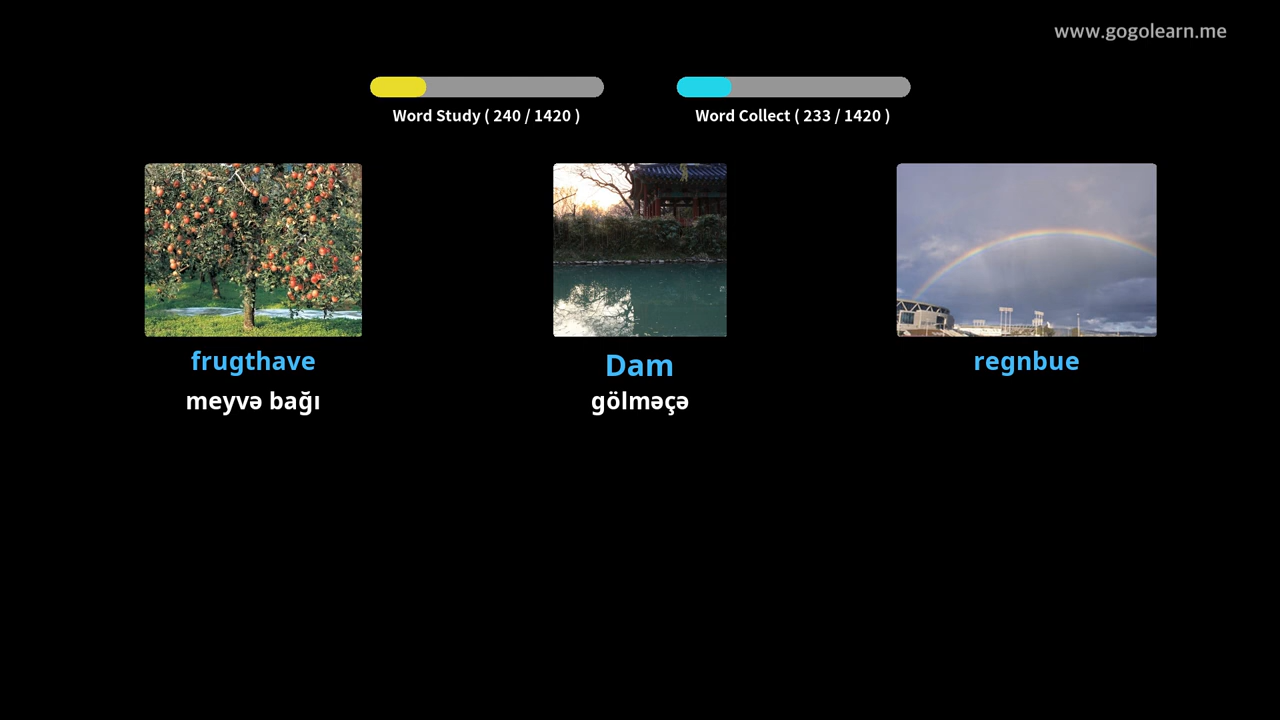 www.gogolearn.me
Word Study ( 240 / 1420 )
Word Collect ( 233 / 1420 )
frugthave
meyvə bağı
Dam
gölməçə
regnbue